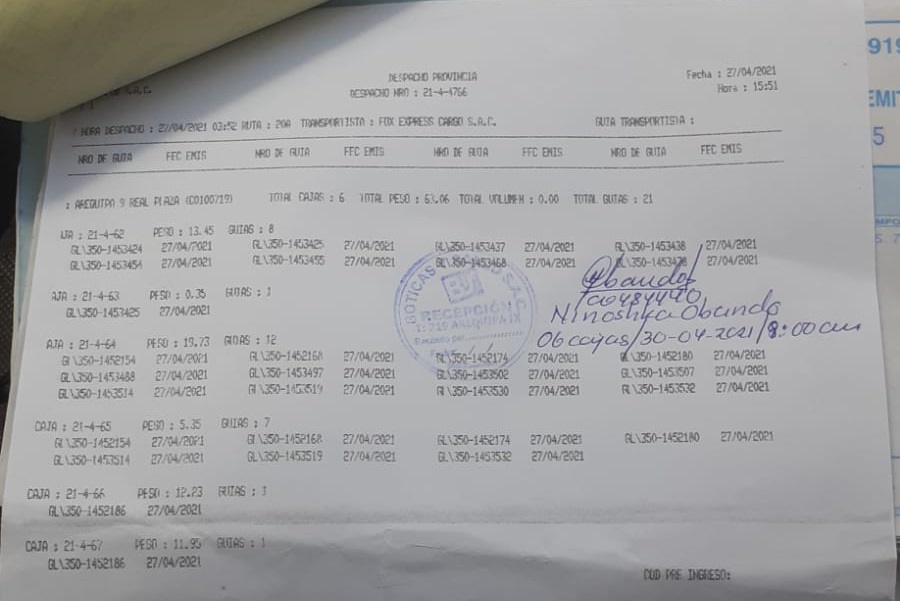 DESPACHO PROVINCIA
Fecha : 27/04/2021
S.A.C.
DESPACHO NRO : 21-4-4766
Hora : 15:51
/ HORA DESPACHO : 27/04/2021 03:52 RUTA : 20A TRANSPORTISTA : FOX EXPRESS CARGO S.A.C. GUIA TRANSPORTISTA :
NRO DE GUIA FEC EMIS NRO DE GUIA FEC EMIS NRO DE GUIA FEC EMIS NRO DE GUIA FEC EMIS
: AREQUIPA 9 REAL PLAZA (C0100719) TOTAL CAJAS : 6 TOTAL PESO : 63.06 TOTAL VOLUMEN : 0.00 TOTAL GUIAS : 21
AJA : 21-4-62 PESO : 13.45 GUIAS : 8
GL\350-1453424 27/04/2021 GL\350-1453425 27/04/2021 GL\350-1453437 27/04/2021 GL\350-1453438 27/04/2021
GL\350-1453454 27/04/2021 GL\350-1453455 27/04/2021 GL\350-1453468 27/04/2021 27/04/2021
AJA : 21-4-63 PESO : 0.35 GUIAS : 1
GL\350-1453425 27/04/2021
BOTICAS S.A.C.
RECEPCIÓN
AREQUIPA IX
Obando
Ninoshka Obando
06 cajas/30-04-2021/8:00am
AJA : 21-4-64 PESO : 19.73 GUIAS : 12
GL\350-1452154 27/04/2021 GL\350-1452168 27/04/2021 GL\350-1452174 27/04/2021 GL\350-1452180 27/04/2021
GL\350-1453488 27/04/2021 GL\350-1453497 27/04/2021 GL\350-1453502 27/04/2021 GL\350-1453507 27/04/2021
GL\350-1453514 27/04/2021 GL\350-1453519 27/04/2021 GL\350-1453530 27/04/2021 GL\350-1453532 27/04/2021
CAJA : 21-4-65 PESO : 5.35 GUIAS : 7
GL\350-1452154 27/04/2021 GL\350-1452168 27/04/2021 GL\350-1452174 27/04/2021 GL\350-1452180 27/04/2021
GL\350-1453514 27/04/2021 GL\350-1453519 27/04/2021 GL\350-1453532 27/04/2021
CAJA : 21-4-66 PESO : 12.23 GUIAS : 1
GL\350-1452186 27/04/2021
CAJA : 21-4-67 PESO : 11.95 GUIAS : 1
GL\350-1452186 27/04/2021
COD PRE INGRESO:
919
EMIT
5